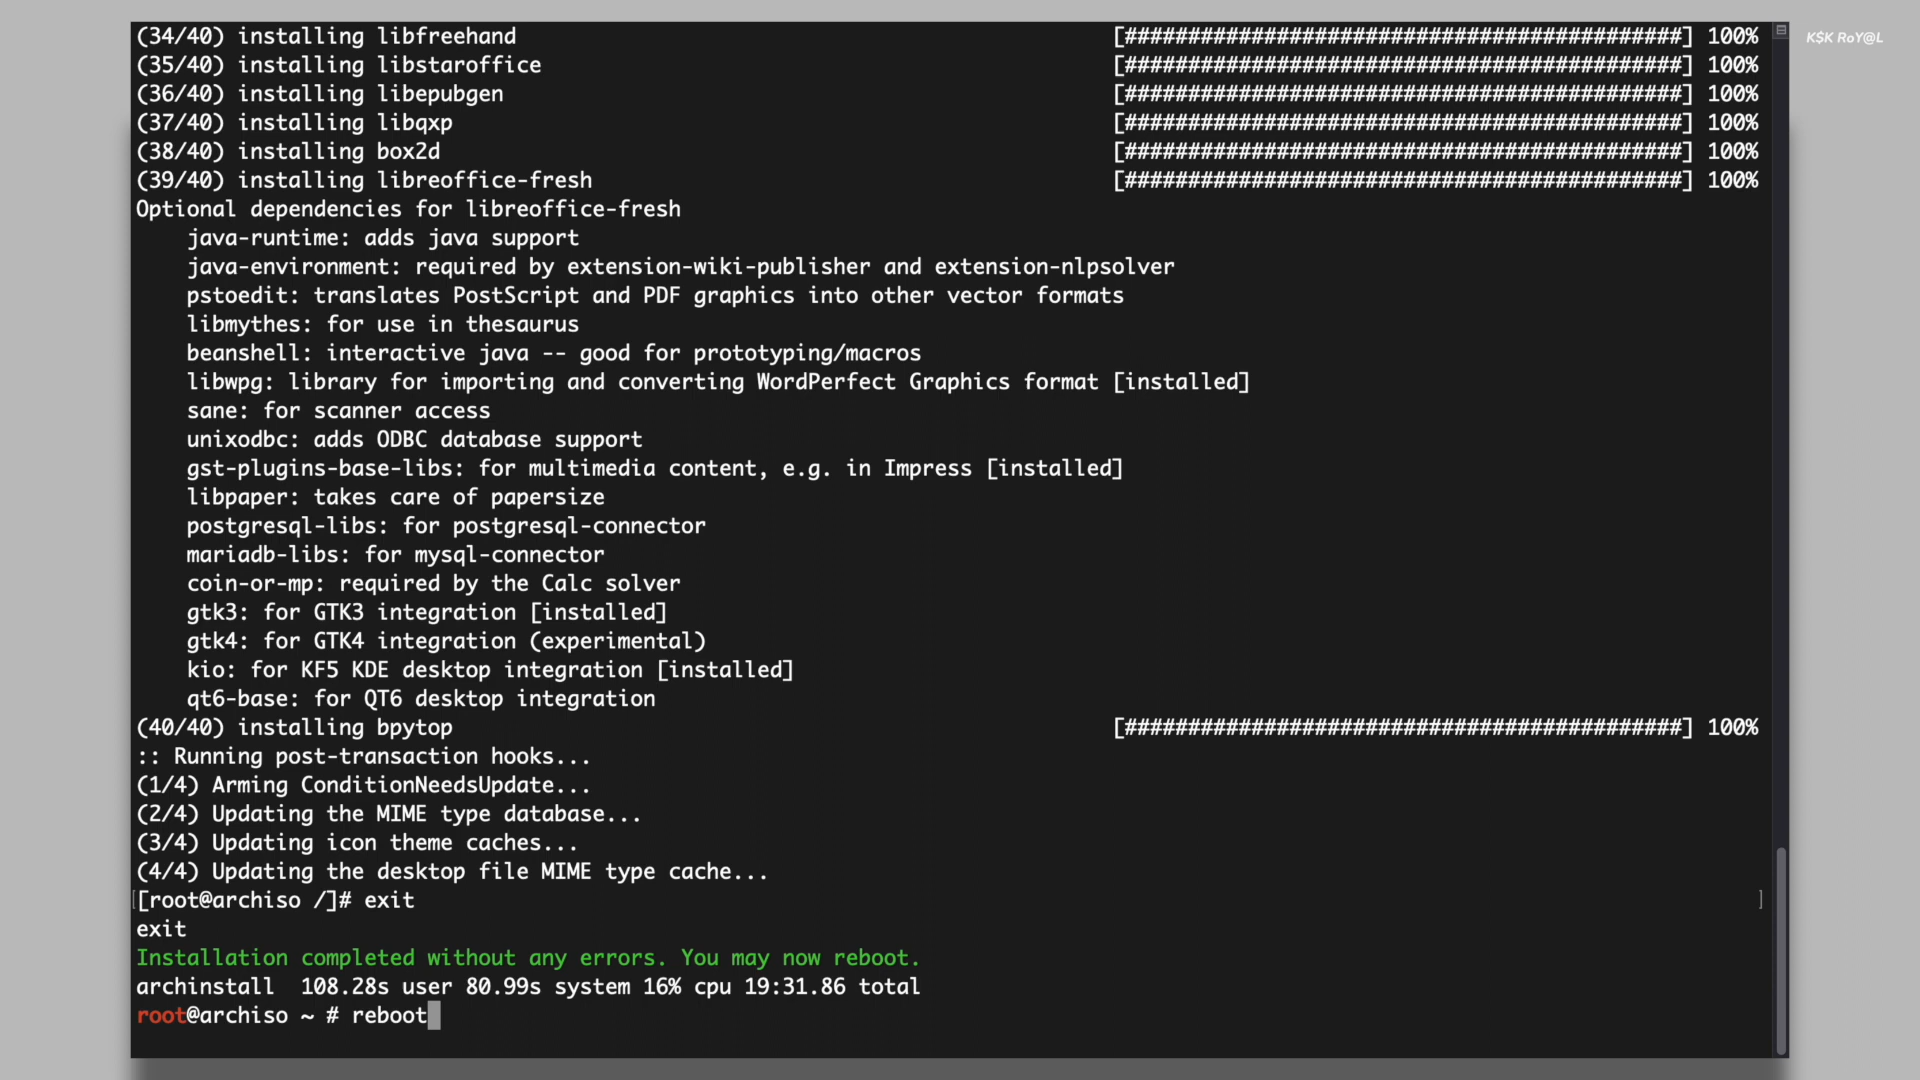 K$K RoY@L
(34/40) installing libfreehand [############################################] 100%
(35/40) installing libstaroffice [############################################] 100%
(36/40) installing libepubgen [############################################] 100%
(37/40) installing libqxp [############################################] 100%
(38/40) installing box2d [############################################] 100%
(39/40) installing libreoffice-fresh [############################################] 100%
Optional dependencies for libreoffice-fresh
java-runtime: adds java support
java-environment: required by extension-wiki-publisher and extension-nlpsolver
pstoedit: translates PostScript and PDF graphics into other vector formats
libmythes: for use in thesaurus
beanshell: interactive java -- good for prototyping/macros
libwpg: library for importing and converting WordPerfect Graphics format [installed]
sane: for scanner access
unixodbc: adds ODBC database support
gst-plugins-base-libs: for multimedia content, e.g. in Impress [installed]
libpaper: takes care of papersize
postgresql-libs: for postgresql-connector
mariadb-libs: for mysql-connector
coin-or-mp: required by the Calc solver
gtk3: for GTK3 integration [installed]
gtk4: for GTK4 integration (experimental)
kio: for KF5 KDE desktop integration [installed]
qt6-base: for QT6 desktop integration
(40/40) installing bpytop [############################################] 100%
:: Running post-transaction hooks...
(1/4) Arming ConditionNeedsUpdate...
(2/4) Updating the MIME type database...
(3/4) Updating icon theme caches...
(4/4) Updating the desktop file MIME type cache...
[root@archiso /]# exit
exit
Installation completed without any errors. You may now reboot.
archinstall  108.28s user 80.99s system 16% cpu 19:31.86 total
root@archiso ~ # reboot